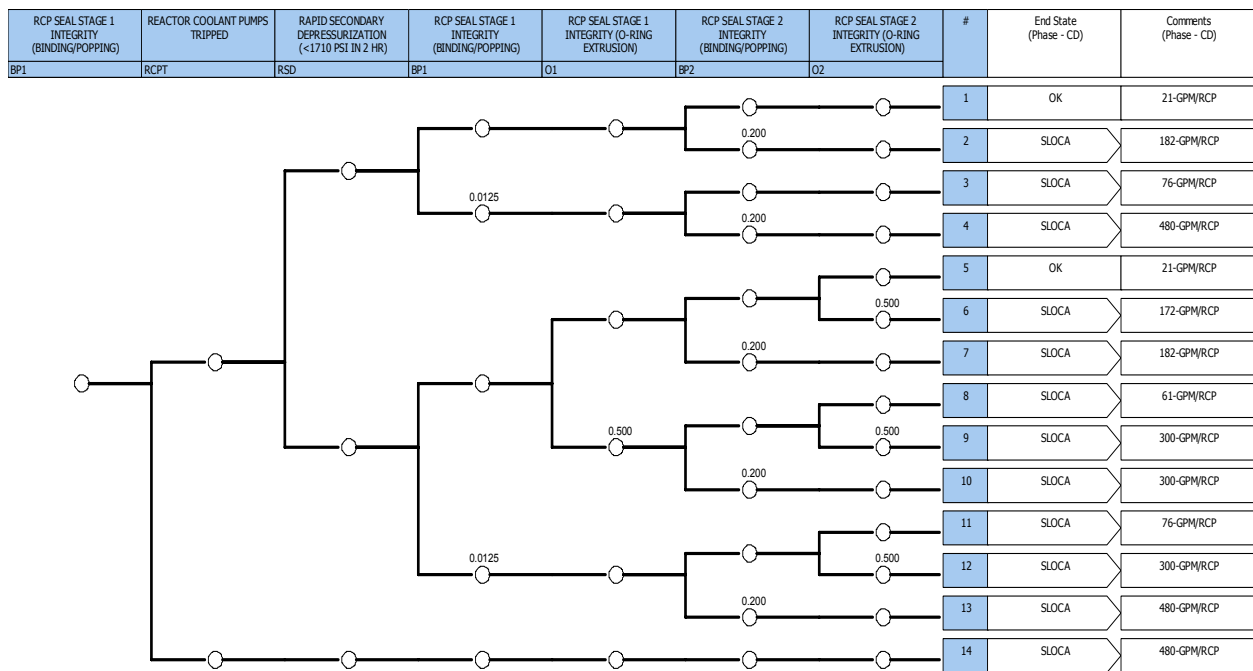 RCP SEAL STAGE 1
INTEGRITY
(BINDING/POPPING)
REACTOR COOLANT PUMPS
TRIPPED
RAPID SECONDARY
DEPRESSURIZATION
(<1710 PSI IN 2 HR)
RCP SEAL STAGE 1
INTEGRITY
(BINDING/POPPING)
RCP SEAL STAGE 1
INTEGRITY (O-RING
EXTRUSION)
RCP SEAL STAGE 2
INTEGRITY
(BINDING/POPPING)
RCP SEAL STAGE 2
INTEGRITY (O-RING
EXTRUSION)
#
End State
(Phase - CD)
Comments
(Phase - CD)
BP1
RCPT
RSD
BP1
O1
BP2
O2
1
OK
21-GPM/RCP
0.200
2
SLOCA
182-GPM/RCP
0.0125
3
SLOCA
76-GPM/RCP
0.200
4
SLOCA
480-GPM/RCP
5
OK
21-GPM/RCP
0.500
6
SLOCA
172-GPM/RCP
0.200
7
SLOCA
182-GPM/RCP
8
SLOCA
61-GPM/RCP
0.500
0.500
9
SLOCA
300-GPM/RCP
0.200
10
SLOCA
300-GPM/RCP
11
SLOCA
76-GPM/RCP
0.0125
0.500
12
SLOCA
300-GPM/RCP
0.200
13
SLOCA
480-GPM/RCP
14
SLOCA
480-GPM/RCP